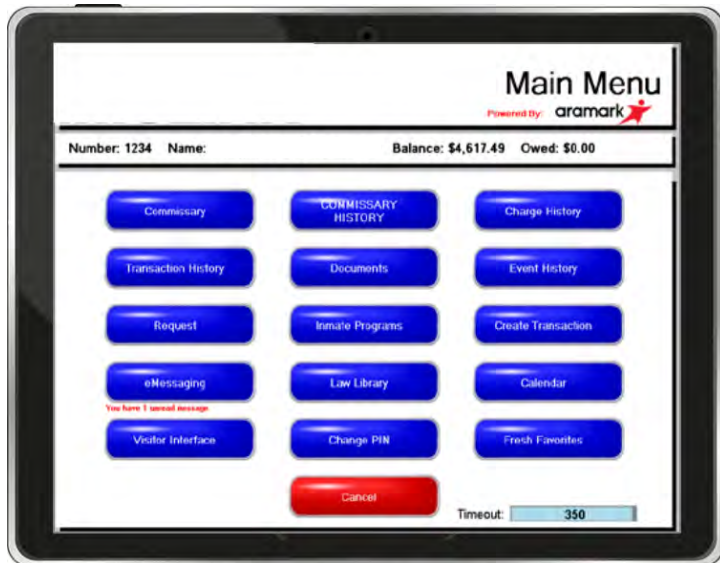 Main Menu
Powered By: aramark
Number: 1234 Name: Balance: $4,617.49 Owed: $0.00
Commissary
COMMISSARY
HISTORY
Charge History
Transaction History
Documents
Event History
Request
Inmate Programs
Create Transaction
eMessaging
Law Library
Calendar
You have 1 unread message
Visitor Interface
Change PIN
Fresh Favorites
Cancel
Timeout: 350